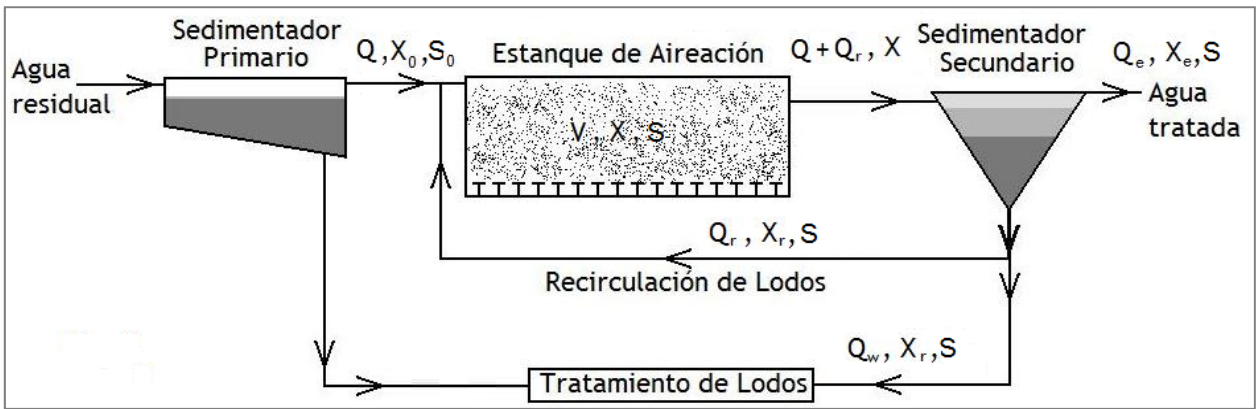 Agua
residual
Sedimentador
Primario
Q,X₀,S₀
Estanque de Aireación
Q+Qᵣ, X
Sedimentador
Secundario
Qₑ, Xₑ,S
Agua
tratada
V, X, S
Qᵣ , Xᵣ,S
Recirculación de Lodos
Q_w, Xᵣ,S
Tratamiento de Lodos